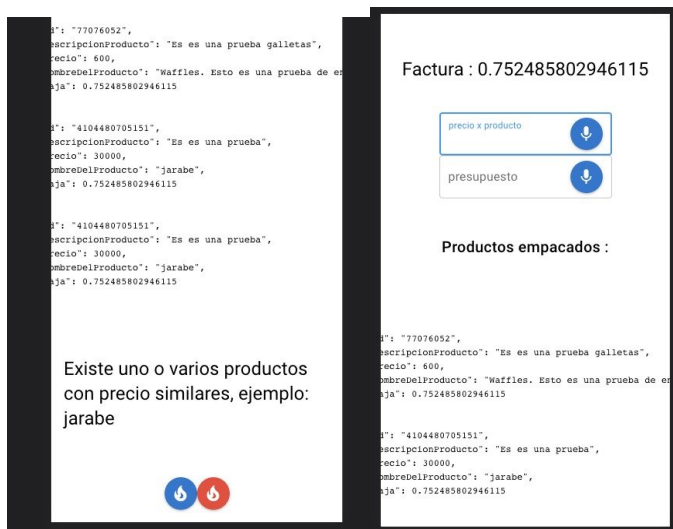 d": "77076052",
escripcionProducto": "Es es una prueba galletas",
recio": 600,
ombreDelProducto": "Waffles. Esto es una prueba de en
aja": 0.752485802946115
d": "4104480705151",
escripcionProducto": "Es es una prueba",
recio": 30000,
ombreDelProducto": "jarabe",
aja": 0.752485802946115
d": "4104480705151",
escripcionProducto": "Es es una prueba",
recio": 30000,
ombreDelProducto": "jarabe",
aja": 0.752485802946115
Existe uno o varios productos
con precio similares, ejemplo:
jarabe
Factura : 0.752485802946115
precio x producto
presupuesto
Productos empacados :
d": "77076052",
escripcionProducto": "Es es una prueba galletas",
recio": 600,
ombreDelProducto": "Waffles. Esto es una prueba de en
aja": 0.752485802946115
d": "4104480705151",
escripcionProducto": "Es es una prueba",
recio": 30000,
ombreDelProducto": "jarabe",
aja": 0.752485802946115